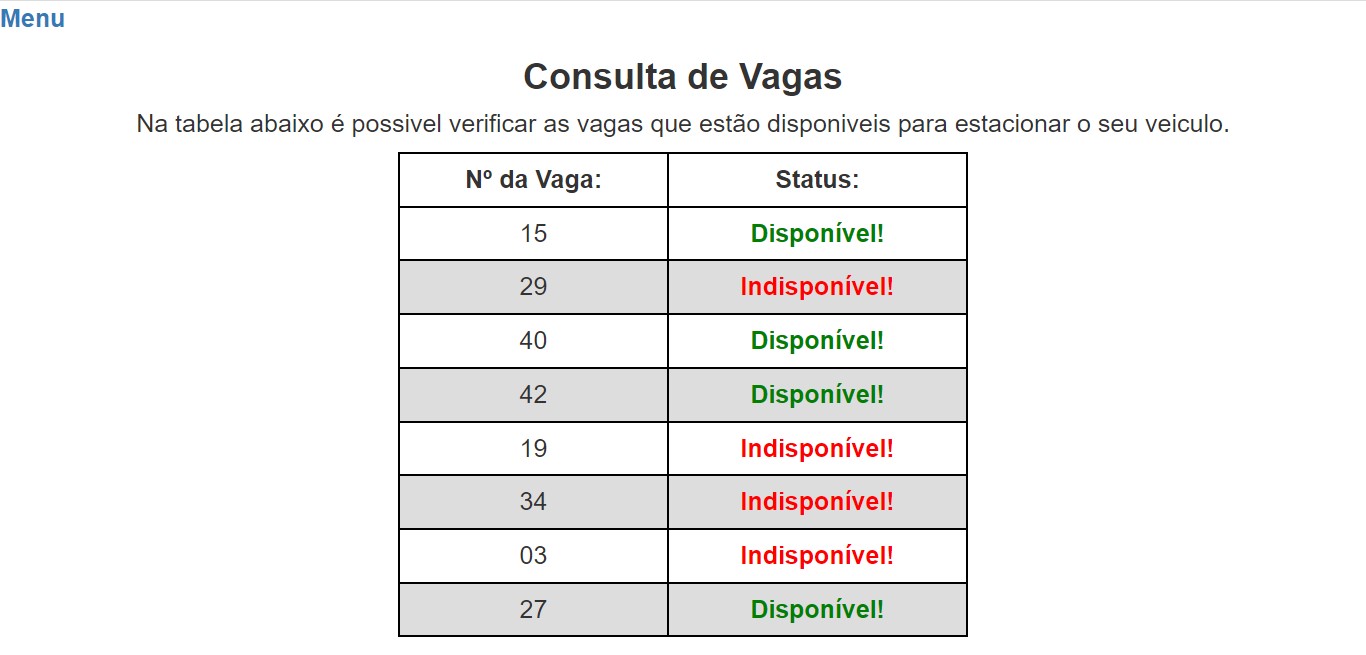 Menu
Consulta de Vagas
Na tabela abaixo é possivel verificar as vagas que estão disponiveis para estacionar o seu veiculo.
Nº da Vaga: Status:
15 Disponível!
29 Indisponível!
40 Disponível!
42 Disponível!
19 Indisponível!
34 Indisponível!
03 Indisponível!
27 Disponível!